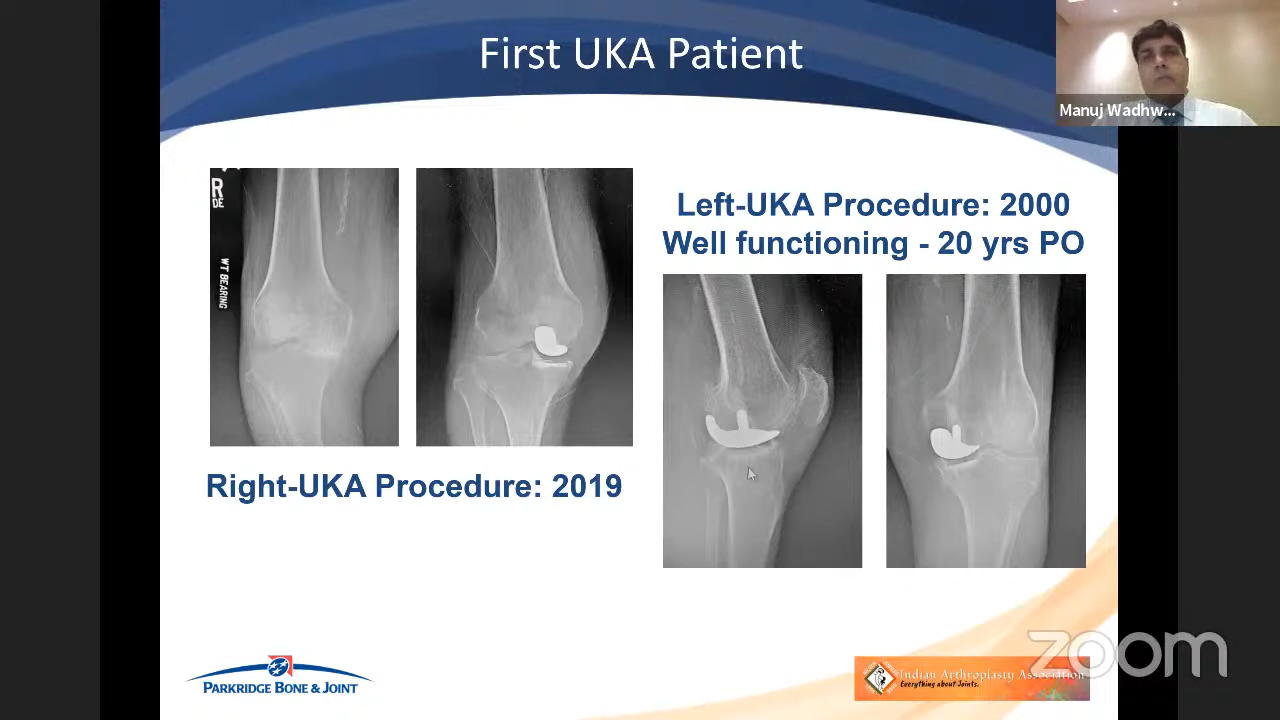 First UKA Patient
Manuj Wadhw...
R
WT BEARING
Left-UKA Procedure: 2000
Well functioning - 20 yrs PO
Right-UKA Procedure: 2019
PARKRIDGE BONE & JOINT
Indian Arthroplasty Association
Everything about Joints.
zoom